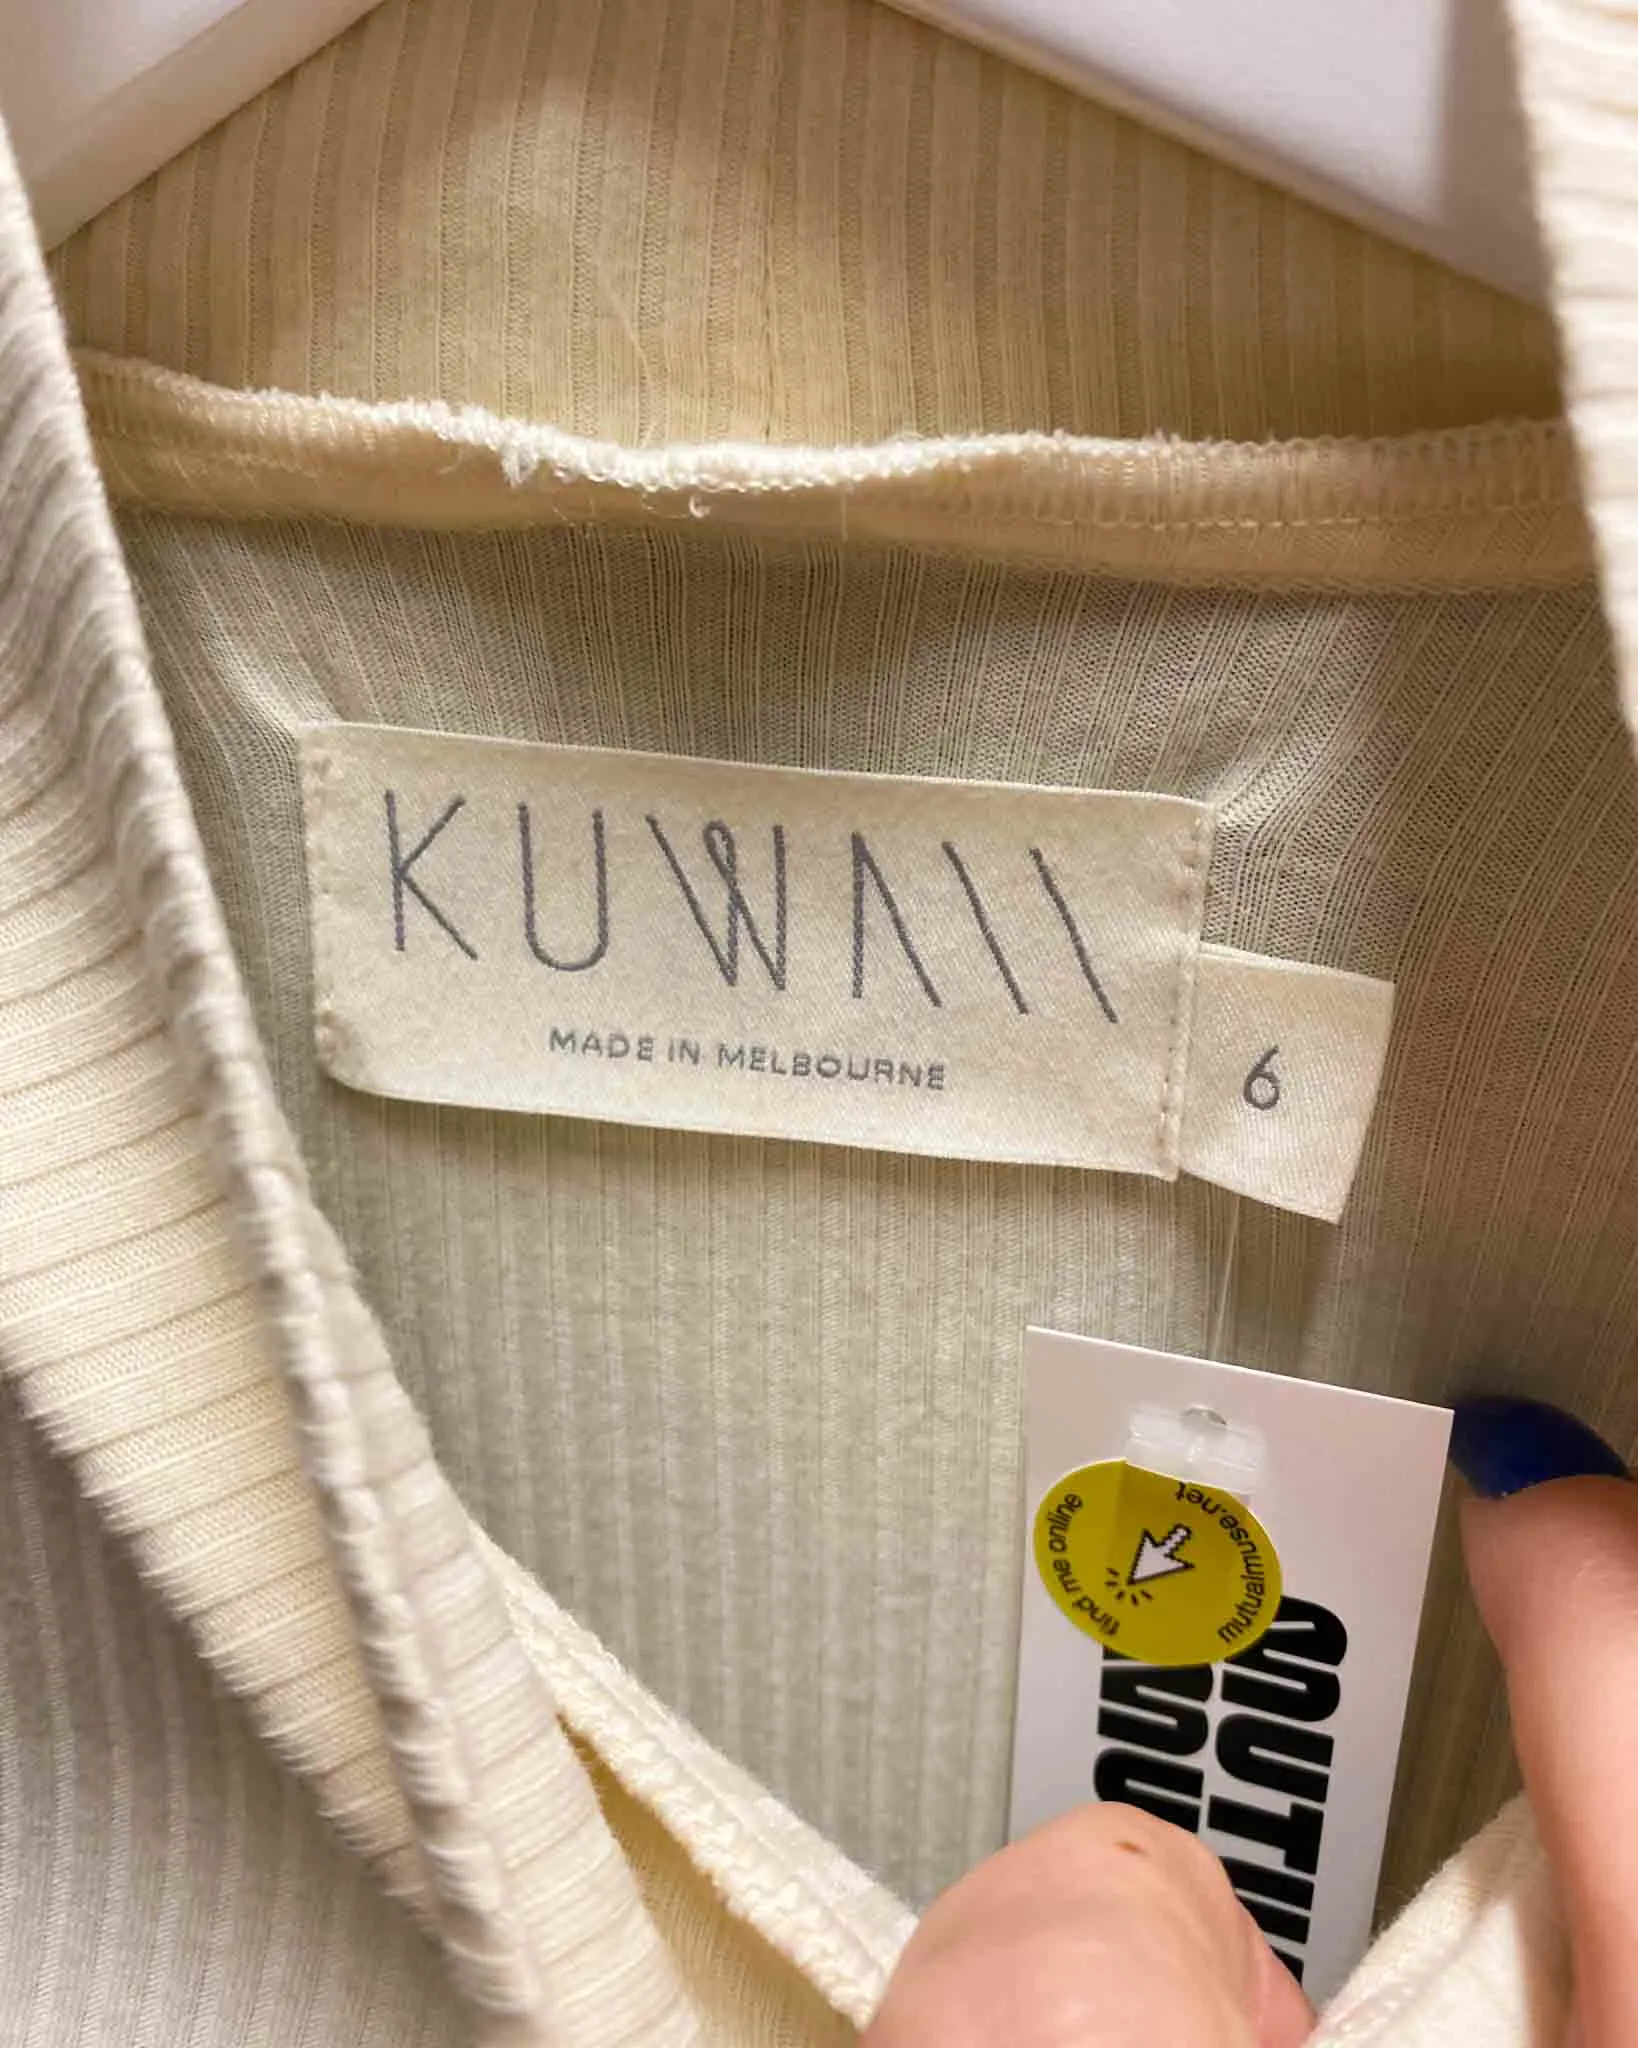 KUWAII
MADE IN MELBOURNE
6
find me online
mutualmuse.net